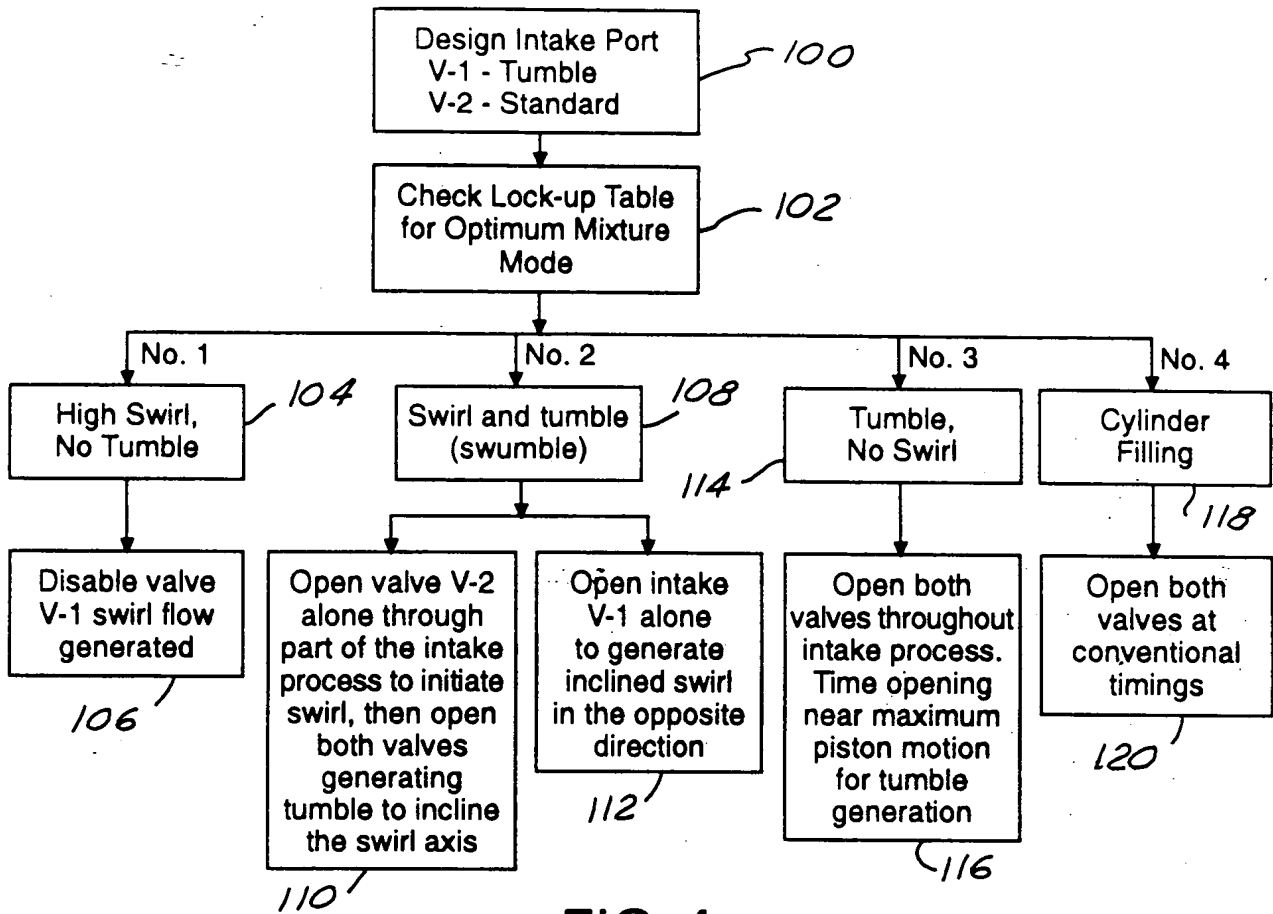 Design Intake Port
V-1 - Tumble
V-2 - Standard
100
Check Lock-up Table
for Optimum Mixture
Mode
102
No. 1
No. 2
No. 3
No. 4
High Swirl,
No Tumble
104
Swirl and tumble
(swumble)
108
Tumble,
No Swirl
114
Cylinder
Filling
118
Disable valve
V-1 swirl flow
generated
106
Open valve V-2
alone through
part of the intake
process to initiate
swirl, then open
both valves
generating
tumble to incline
the swirl axis
110
Open intake
V-1 alone
to generate
inclined swirl
in the opposite
direction
112
Open both
valves throughout
intake process.
Time opening
near maximum
piston motion
for tumble
generation
116
Open both
valves at
conventional
timings
120